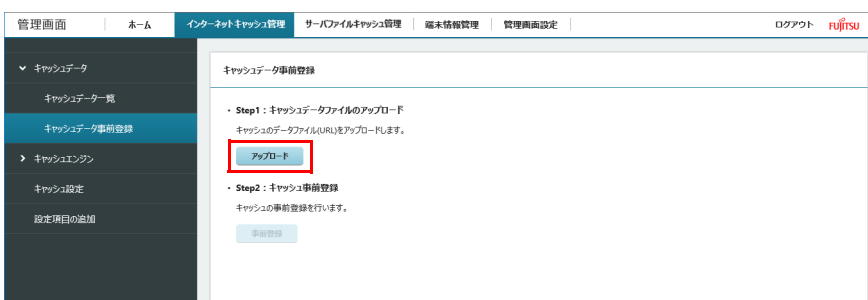 管理画面 ホーム インターネットキャッシュ管理 サーバファイルキャッシュ管理 端末情報管理 管理画面設定 ログアウト FUJITSU
キャッシュデータ
キャッシュデータ一覧
キャッシュデータ事前登録
キャッシュエンジン
キャッシュ設定
設定項目の追加
キャッシュデータ事前登録
・ Step1：キャッシュデータファイルのアップロード
キャッシュのデータファイル(URL)をアップロードします。
アップロード
・ Step2：キャッシュ事前登録
キャッシュの事前登録を行います。
事前登録